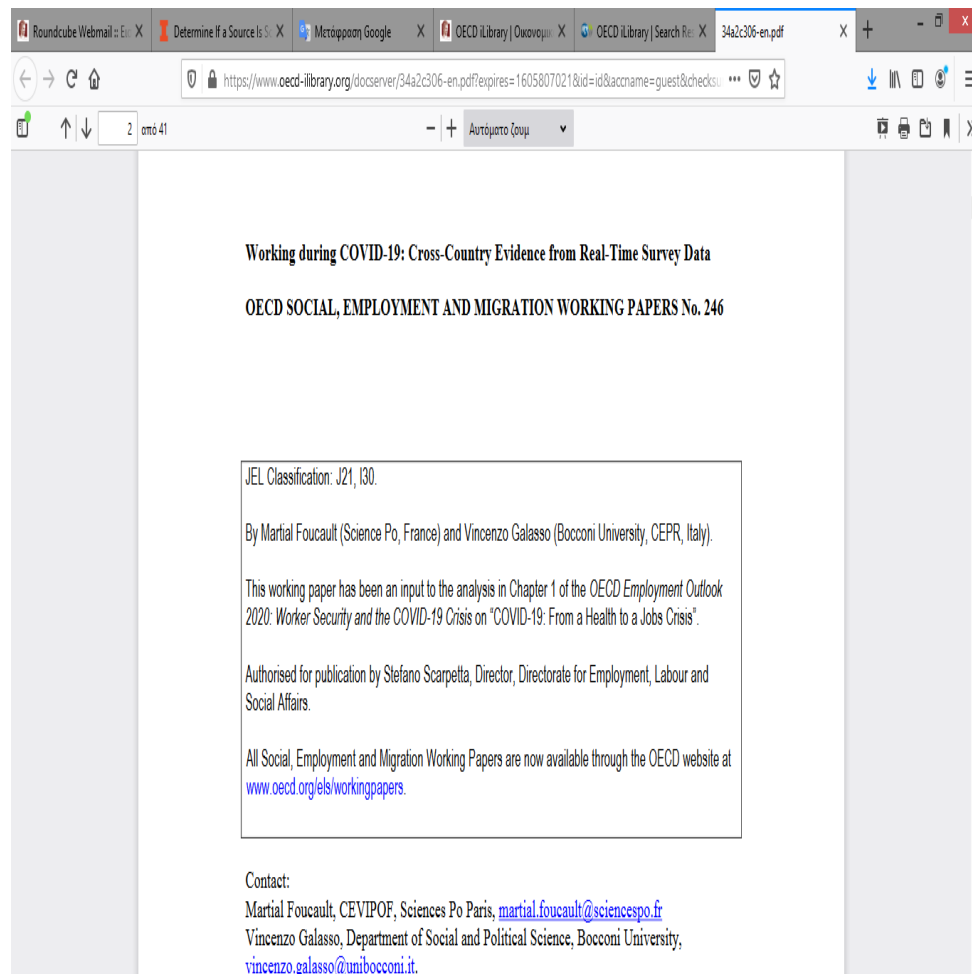 Roundcube Webmail :: Εισ
Determine If a Source Is Sc
Μετάφραση Google
OECD iLibrary | Οικονομικ
OECD iLibrary | Search Res
34a2c306-en.pdf
https://www.oecd-ilibrary.org/docserver/34a2c306-en.pdf?expires=1605807021&id=id&accname=guest&checksu
2 από 41
Αυτόματο ζουμ
Working during COVID-19: Cross-Country Evidence from Real-Time Survey Data
OECD SOCIAL, EMPLOYMENT AND MIGRATION WORKING PAPERS No. 246
JEL Classification: J21, I30.
By Martial Foucault (Science Po, France) and Vincenzo Galasso (Bocconi University, CEPR, Italy).
This working paper has been an input to the analysis in Chapter 1 of the OECD Employment Outlook
2020: Worker Security and the COVID-19 Crisis on “COVID-19: From a Health to a Jobs Crisis”.
Authorised for publication by Stefano Scarpetta, Director, Directorate for Employment, Labour and
Social Affairs.
All Social, Employment and Migration Working Papers are now available through the OECD website at
www.oecd.org/els/workingpapers.
Contact:
Martial Foucault, CEVIPOF, Sciences Po Paris, martial.foucault@sciencespo.fr
Vincenzo Galasso, Department of Social and Political Science, Bocconi University,
vincenzo.galasso@unibocconi.it.